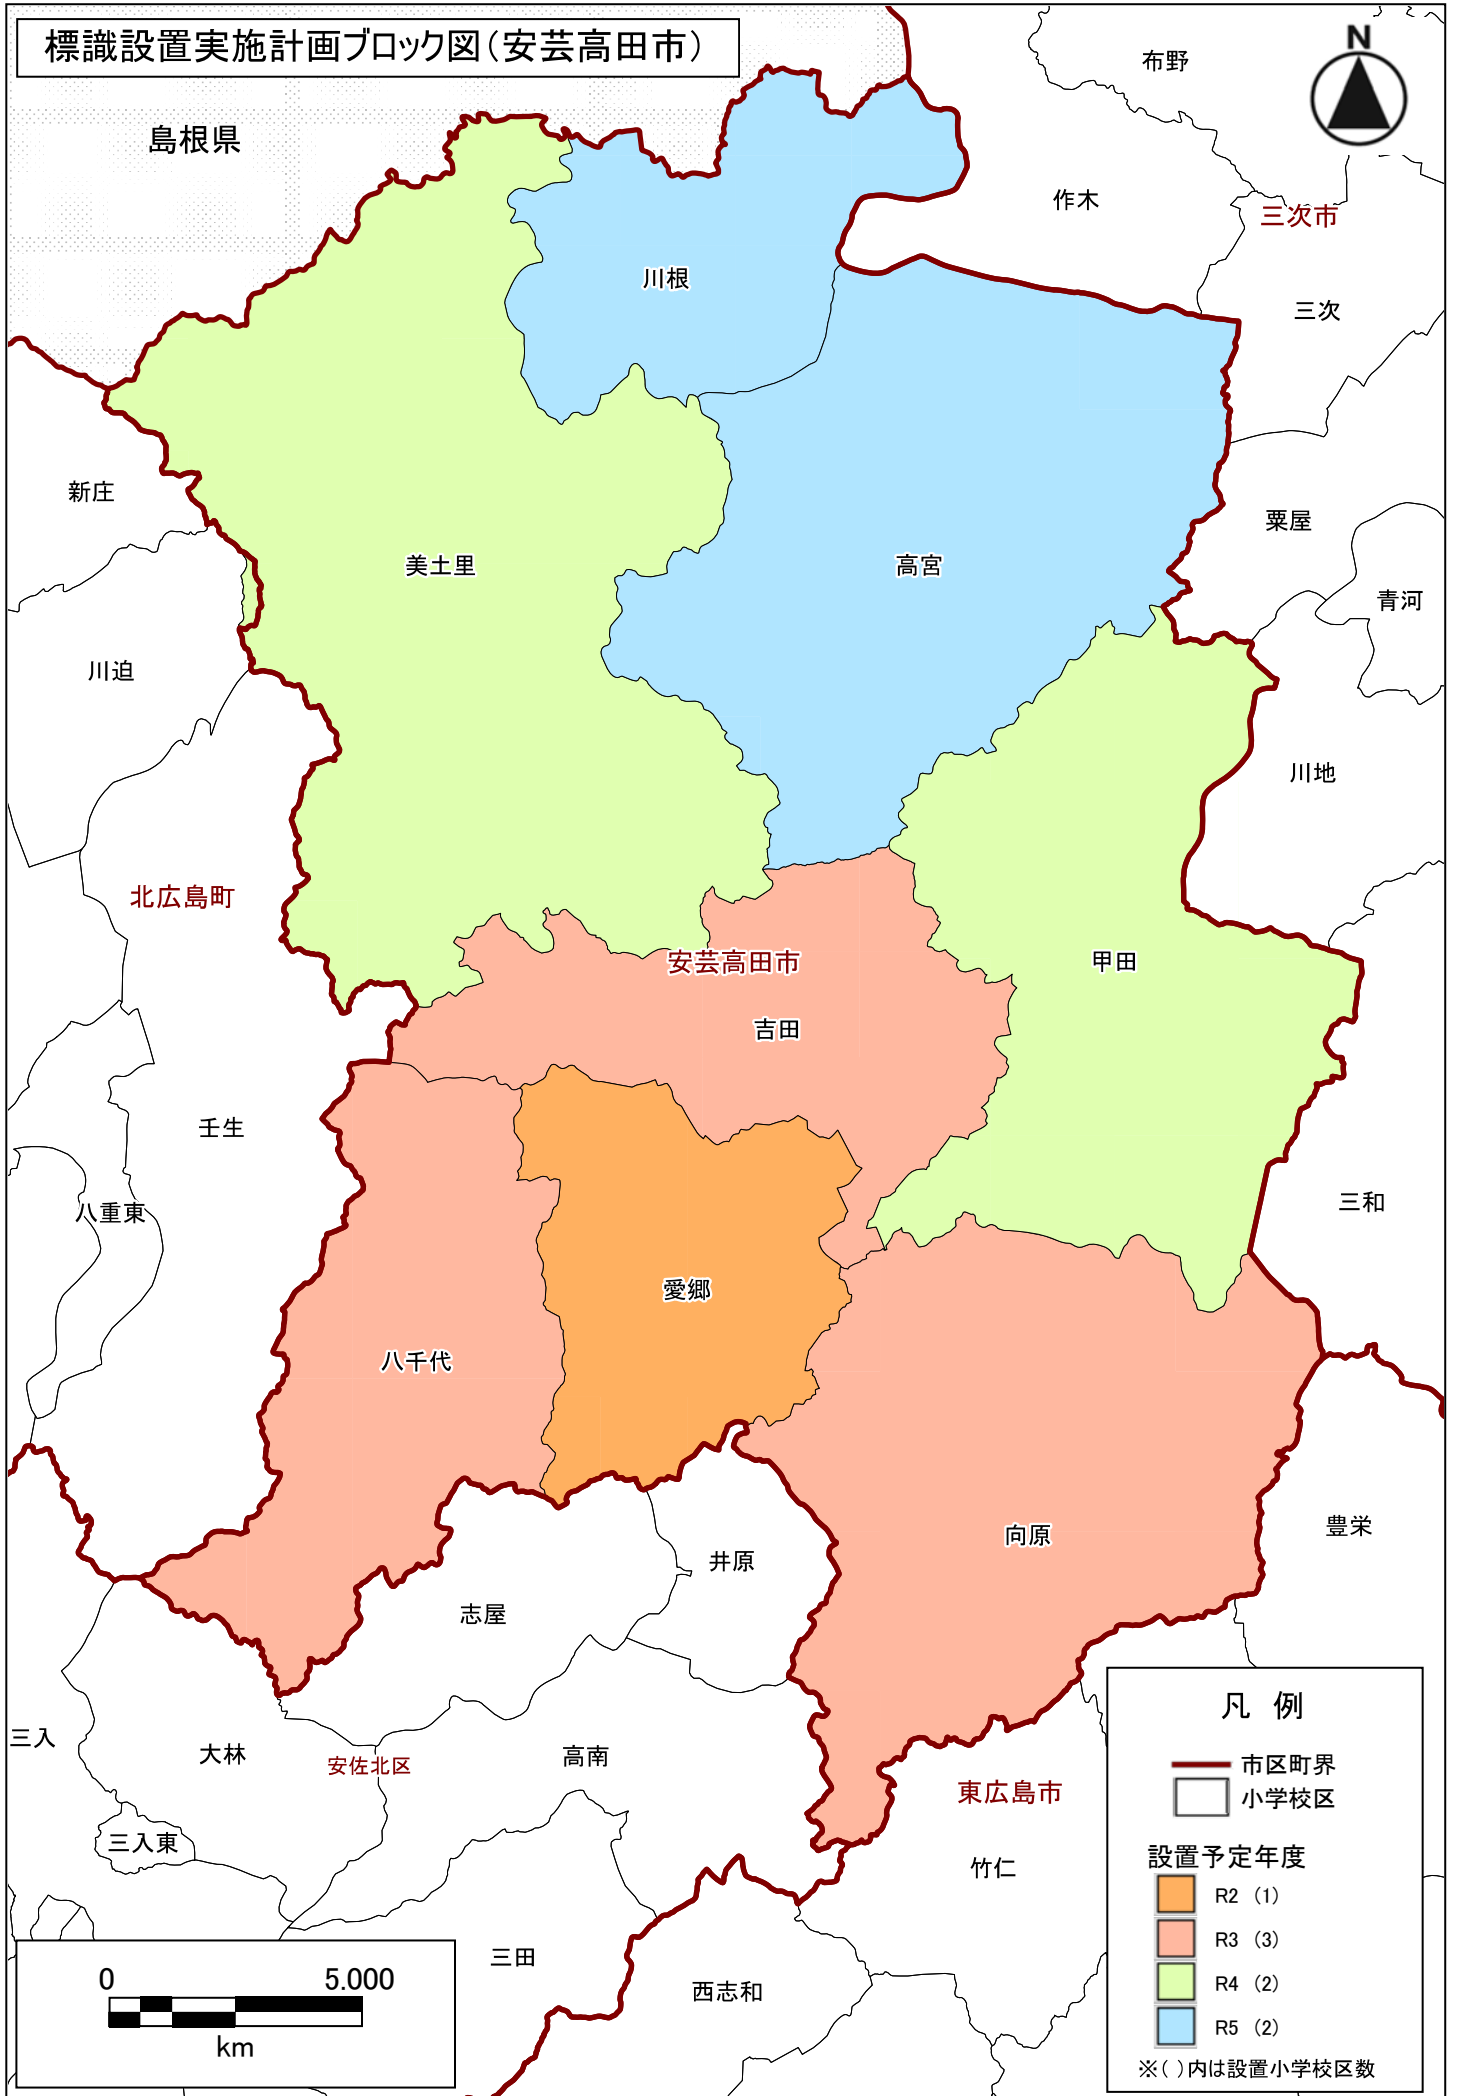 標識設置実施計画ブロック図（安芸高田市）
N
布野
島根県
作木
三次市
川根
三次
新庄
粟屋
美土里
高宮
青河
川迫
川地
北広島町
安芸高田市
甲田
吉田
壬生
三和
八重東
愛郷
八千代
豊栄
向原
井原
志屋
三入
大林
安佐北区
高南
東広島市
三入東
竹仁
三田
西志和
凡 例
市区町界
小学校区
設置予定年度
R2 （1）
R3 （3）
R4 （2）
R5 （2）
※（ ）内は設置小学校区数
0 5.000
km